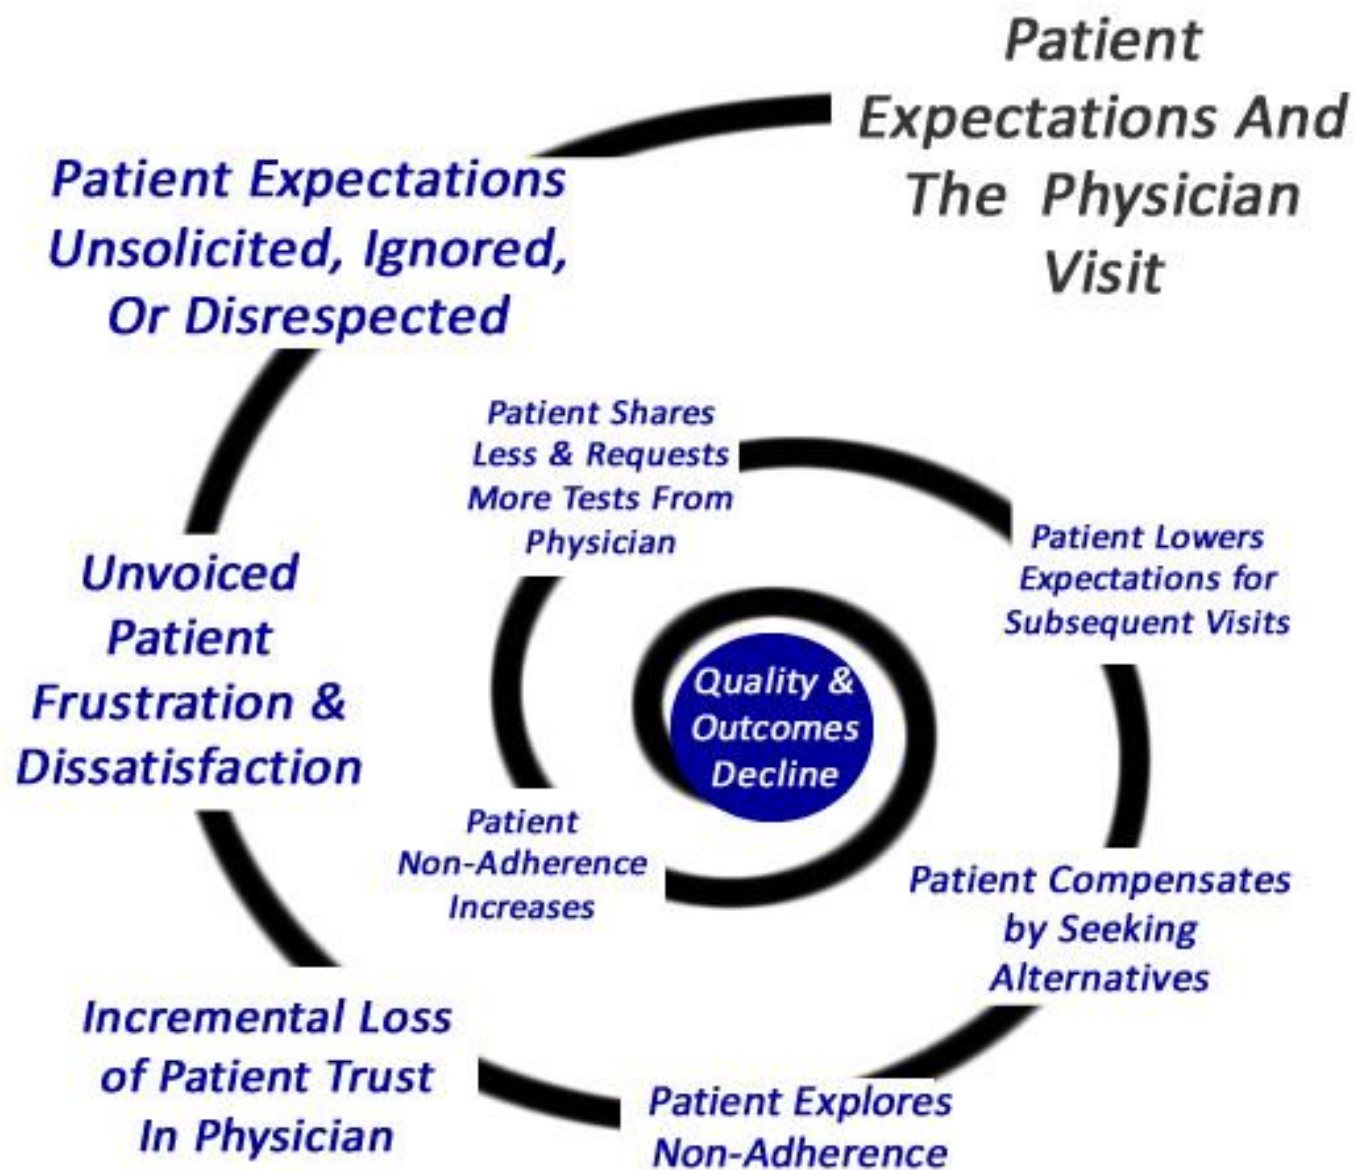 Patient
Expectations And
The Physician
Visit
Patient Expectations
Unsolicited, Ignored,
Or Disrespected
Unvoiced
Patient
Frustration &
Dissatisfaction
Incremental Loss
of Patient Trust
In Physician
Patient Explores
Non-Adherence
Patient Compensates
by Seeking
Alternatives
Patient Lowers
Expectations for
Subsequent Visits
Patient Shares
Less & Requests
More Tests From
Physician
Patient
Non-Adherence
Increases
Quality &
Outcomes
Decline